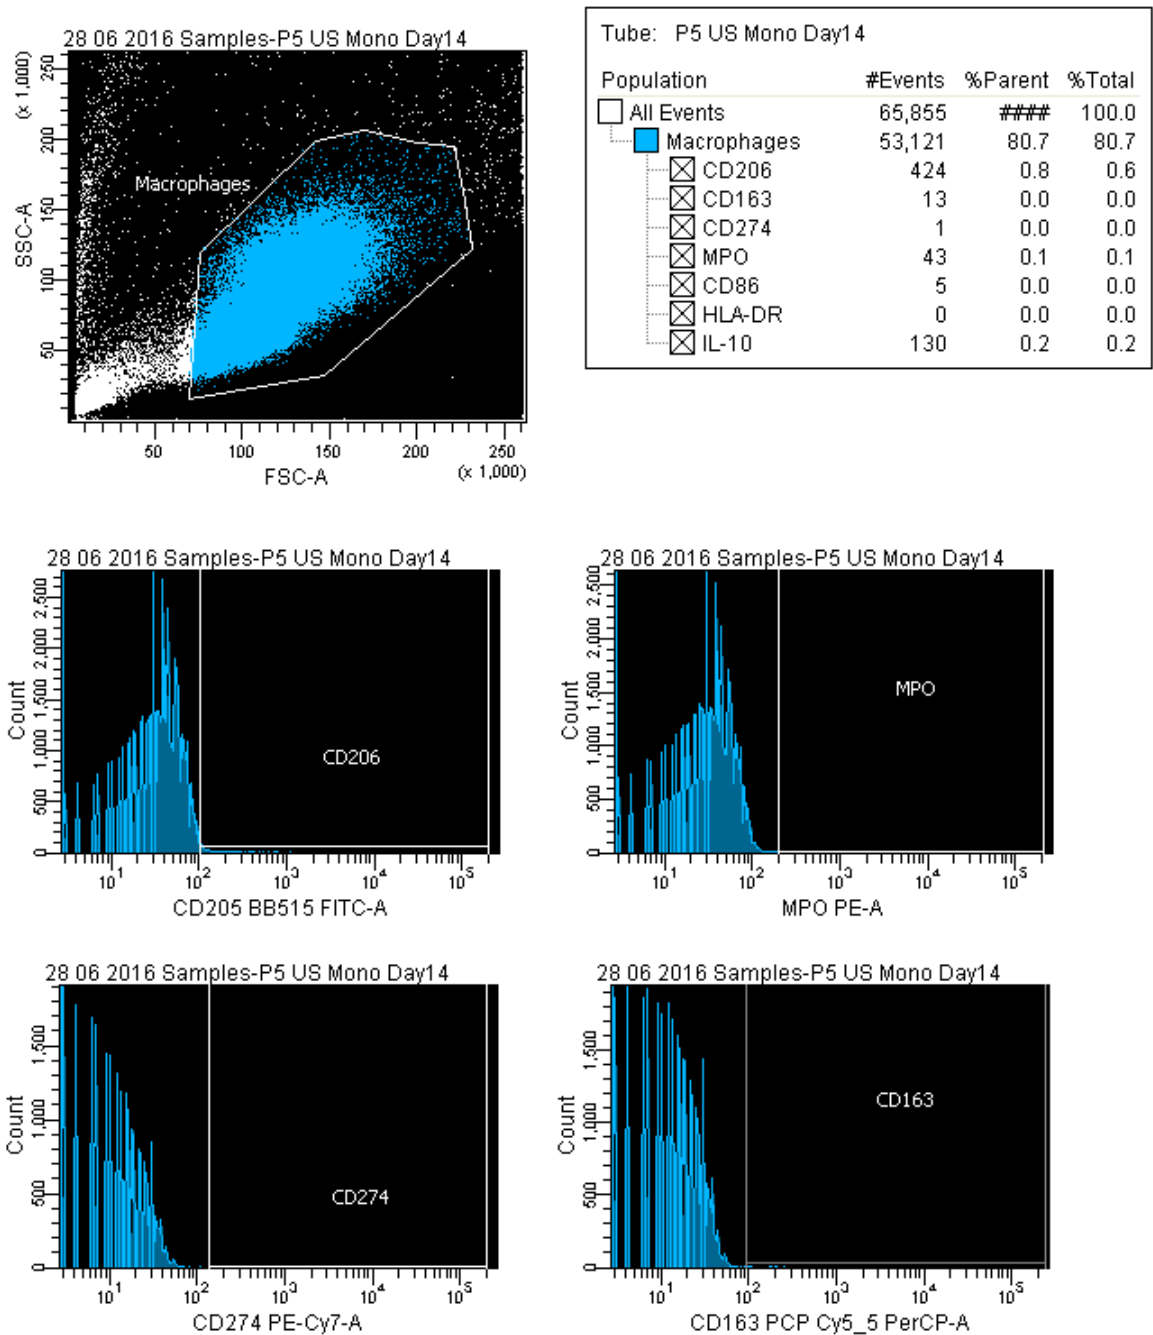 28 06 2016 Samples-P5 US Mono Day14
(x 1,000)
250
200
150
100
50
SSC-A
Macrophages
50 100 150 200 250
FSC-A
(x 1,000)
Tube: P5 US Mono Day14
Population #Events %Parent %Total
All Events 65,855 #### 100.0
Macrophages 53,121 80.7 80.7
CD206 424 0.8 0.6
CD163 13 0.0 0.0
CD274 1 0.0 0.0
MPO 43 0.1 0.1
CD86 5 0.0 0.0
HLA-DR 0 0.0 0.0
IL-10 130 0.2 0.2
28 06 2016 Samples-P5 US Mono Day14
2,500
2,000
1,500
1,000
500
0
Count
CD206
10^1 10^2 10^3 10^4 10^5
CD205 BB515 FITC-A
28 06 2016 Samples-P5 US Mono Day14
2,500
2,000
1,500
1,000
500
0
Count
MPO
10^1 10^2 10^3 10^4 10^5
MPO PE-A
28 06 2016 Samples-P5 US Mono Day14
1,500
1,000
500
0
Count
CD274
10^1 10^2 10^3 10^4 10^5
CD274 PE-Cy7-A
28 06 2016 Samples-P5 US Mono Day14
1,500
1,000
500
0
Count
CD163
10^1 10^2 10^3 10^4 10^5
CD163 PCP Cy5_5 PerCP-A